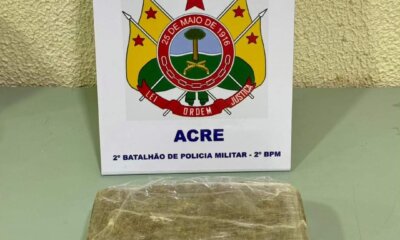 25 DE MAIO DE 1916
LEI ORDEM JUSTIÇA
ACRE
2º BATALHÃO DE POLICIA MILITAR - 2º BPM